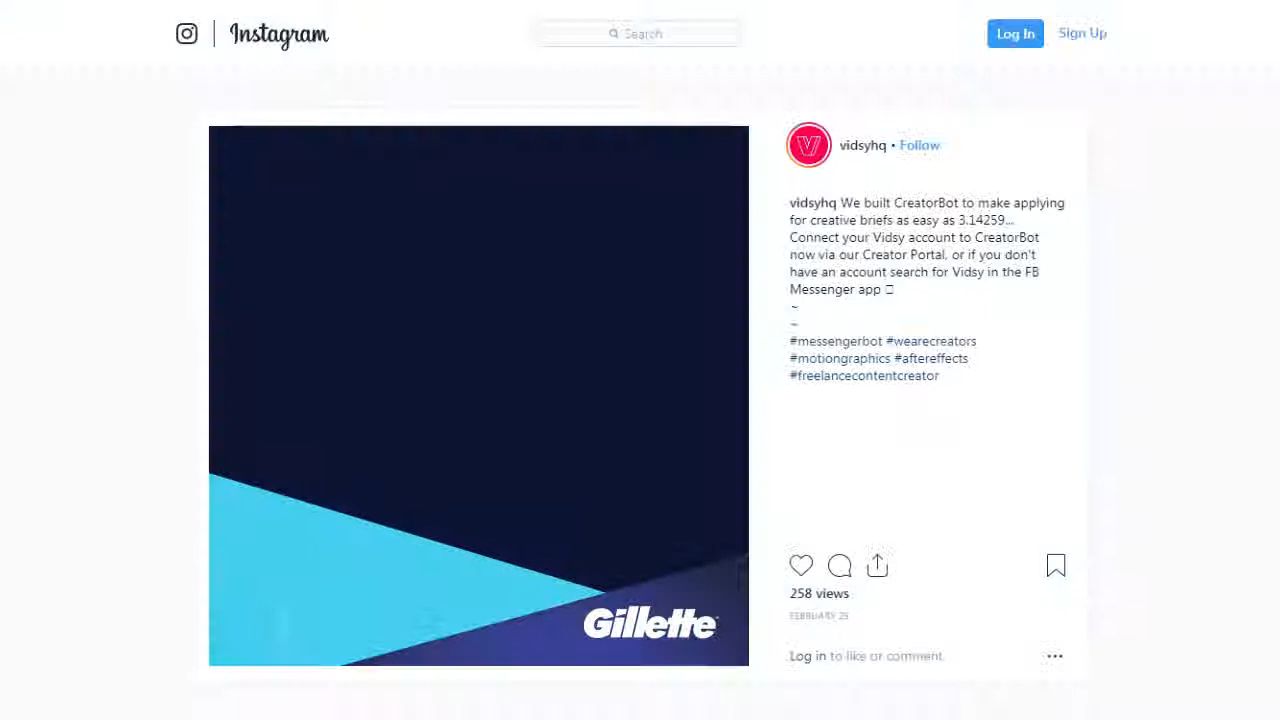 Instagram
Search
Log In
Sign Up
Gillette
vidsyhq • Follow
vidsyhq We built CreatorBot to make applying
for creative briefs as easy as 3.14259...
Connect your Vidsy account to CreatorBot
now via our Creator Portal, or if you don't
have an account search for Vidsy in the FB
Messenger app
~
~
#messengerbot #wearecreators
#motiongraphics #aftereffects
#freelancecontentcreator
258 views
FEBRUARY 25
Log in to like or comment.